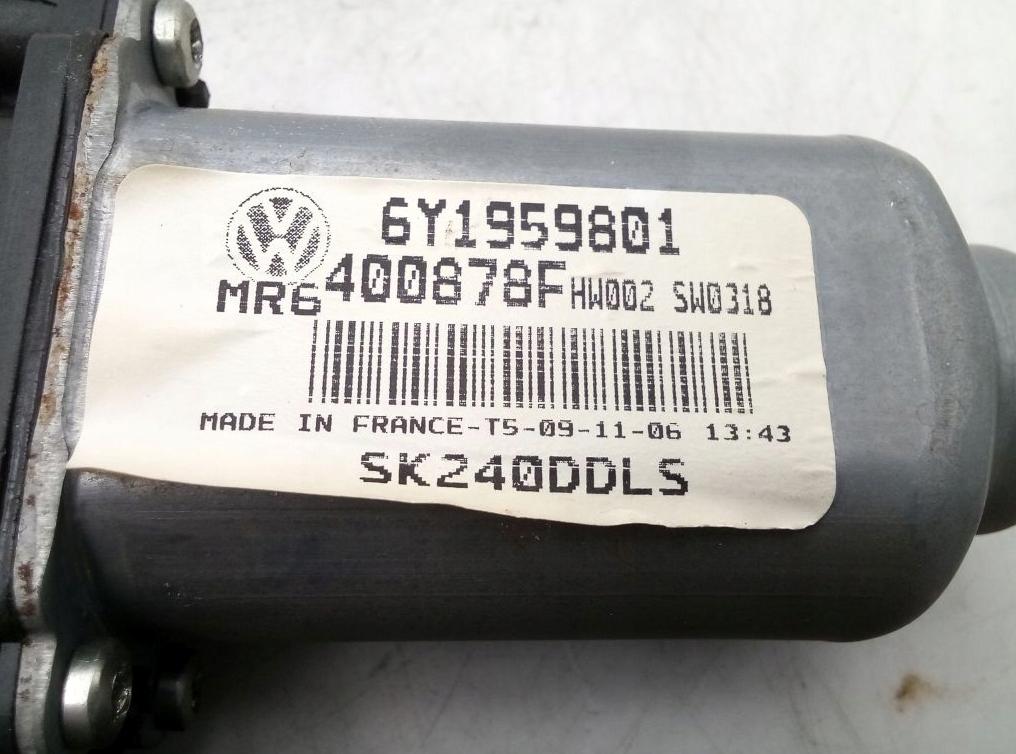 6Y1959801
MR6 400878F HW002 SW0318
MADE IN FRANCE-T5-09-11-06 13:43
SK240DDLS